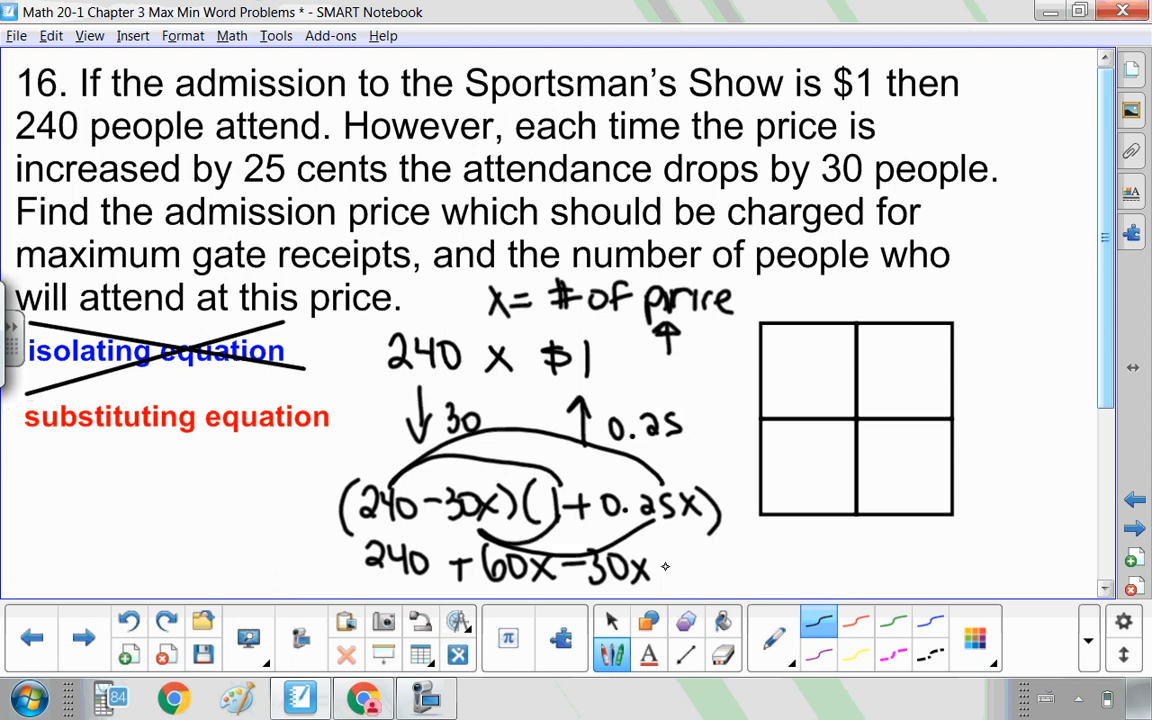 Math 20-1 Chapter 3 Max Min Word Problems * - SMART Notebook
File Edit View Insert Format Math Tools Add-ons Help
16. If the admission to the Sportsman's Show is $1 then
240 people attend. However, each time the price is
increased by 25 cents the attendance drops by 30 people.
Find the admission price which should be charged for
maximum gate receipts, and the number of people who
will attend at this price.
x = # of price ↑
isolating equation
240 x $1
substituting equation
↓ 30 ↑ 0.25
(240-30x)(1+0.25x)
240 + 60x - 30x
π A
84